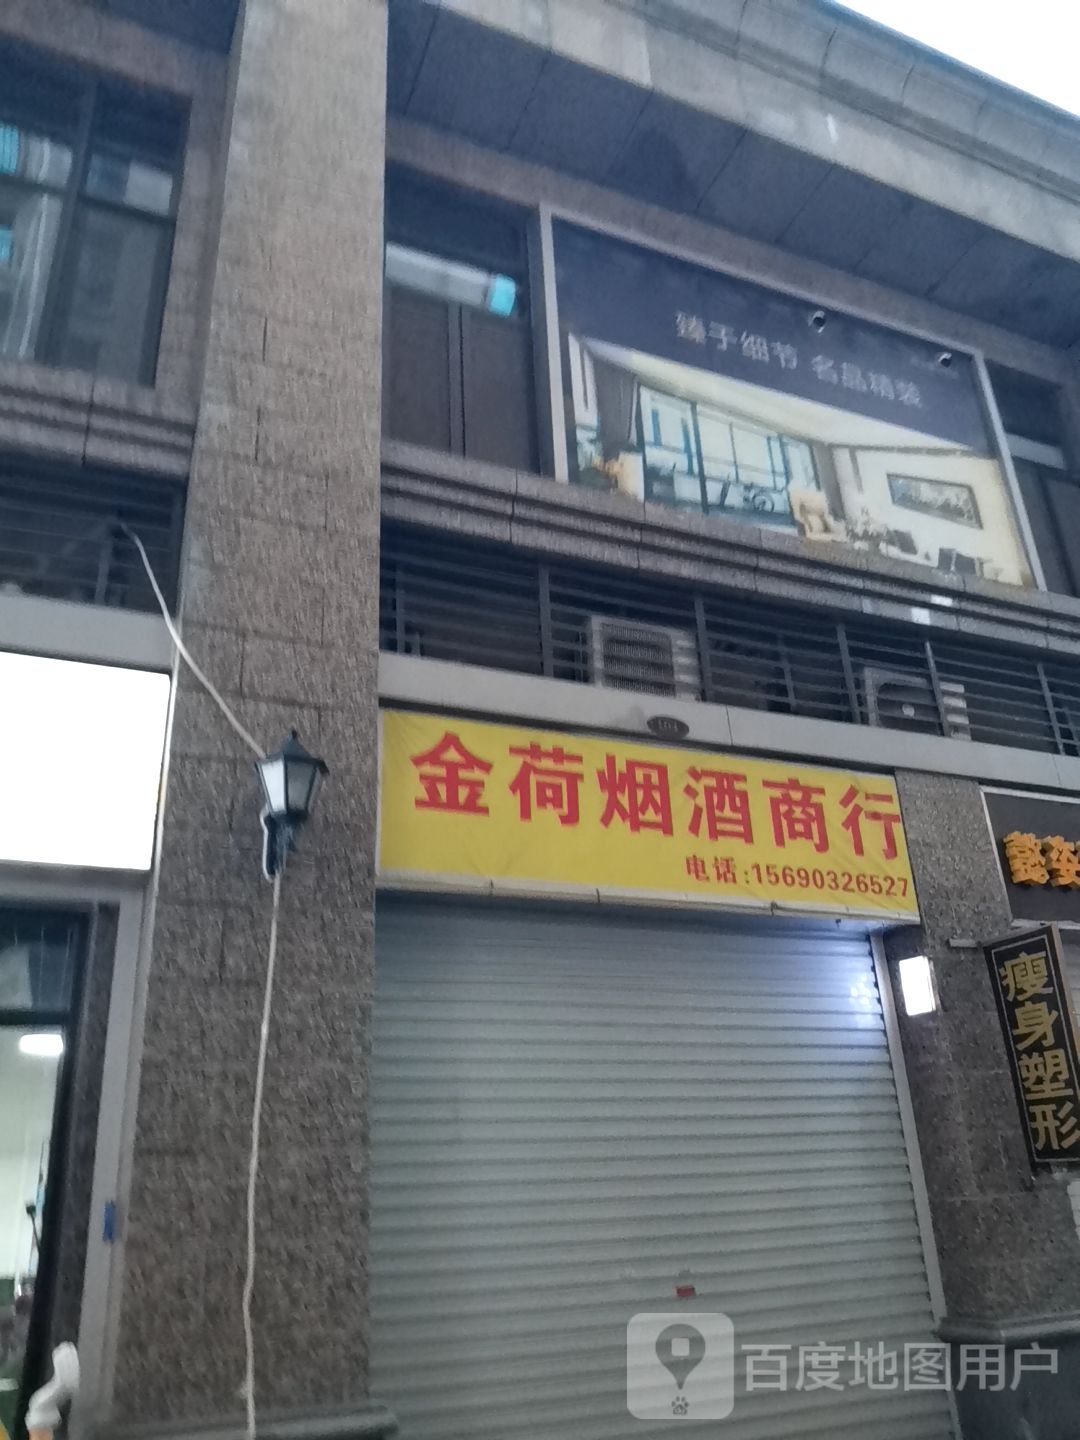 臻于细节 名品精装
金荷烟酒商行
电话:15690326527
懿
瘦身塑形
百度地图用户